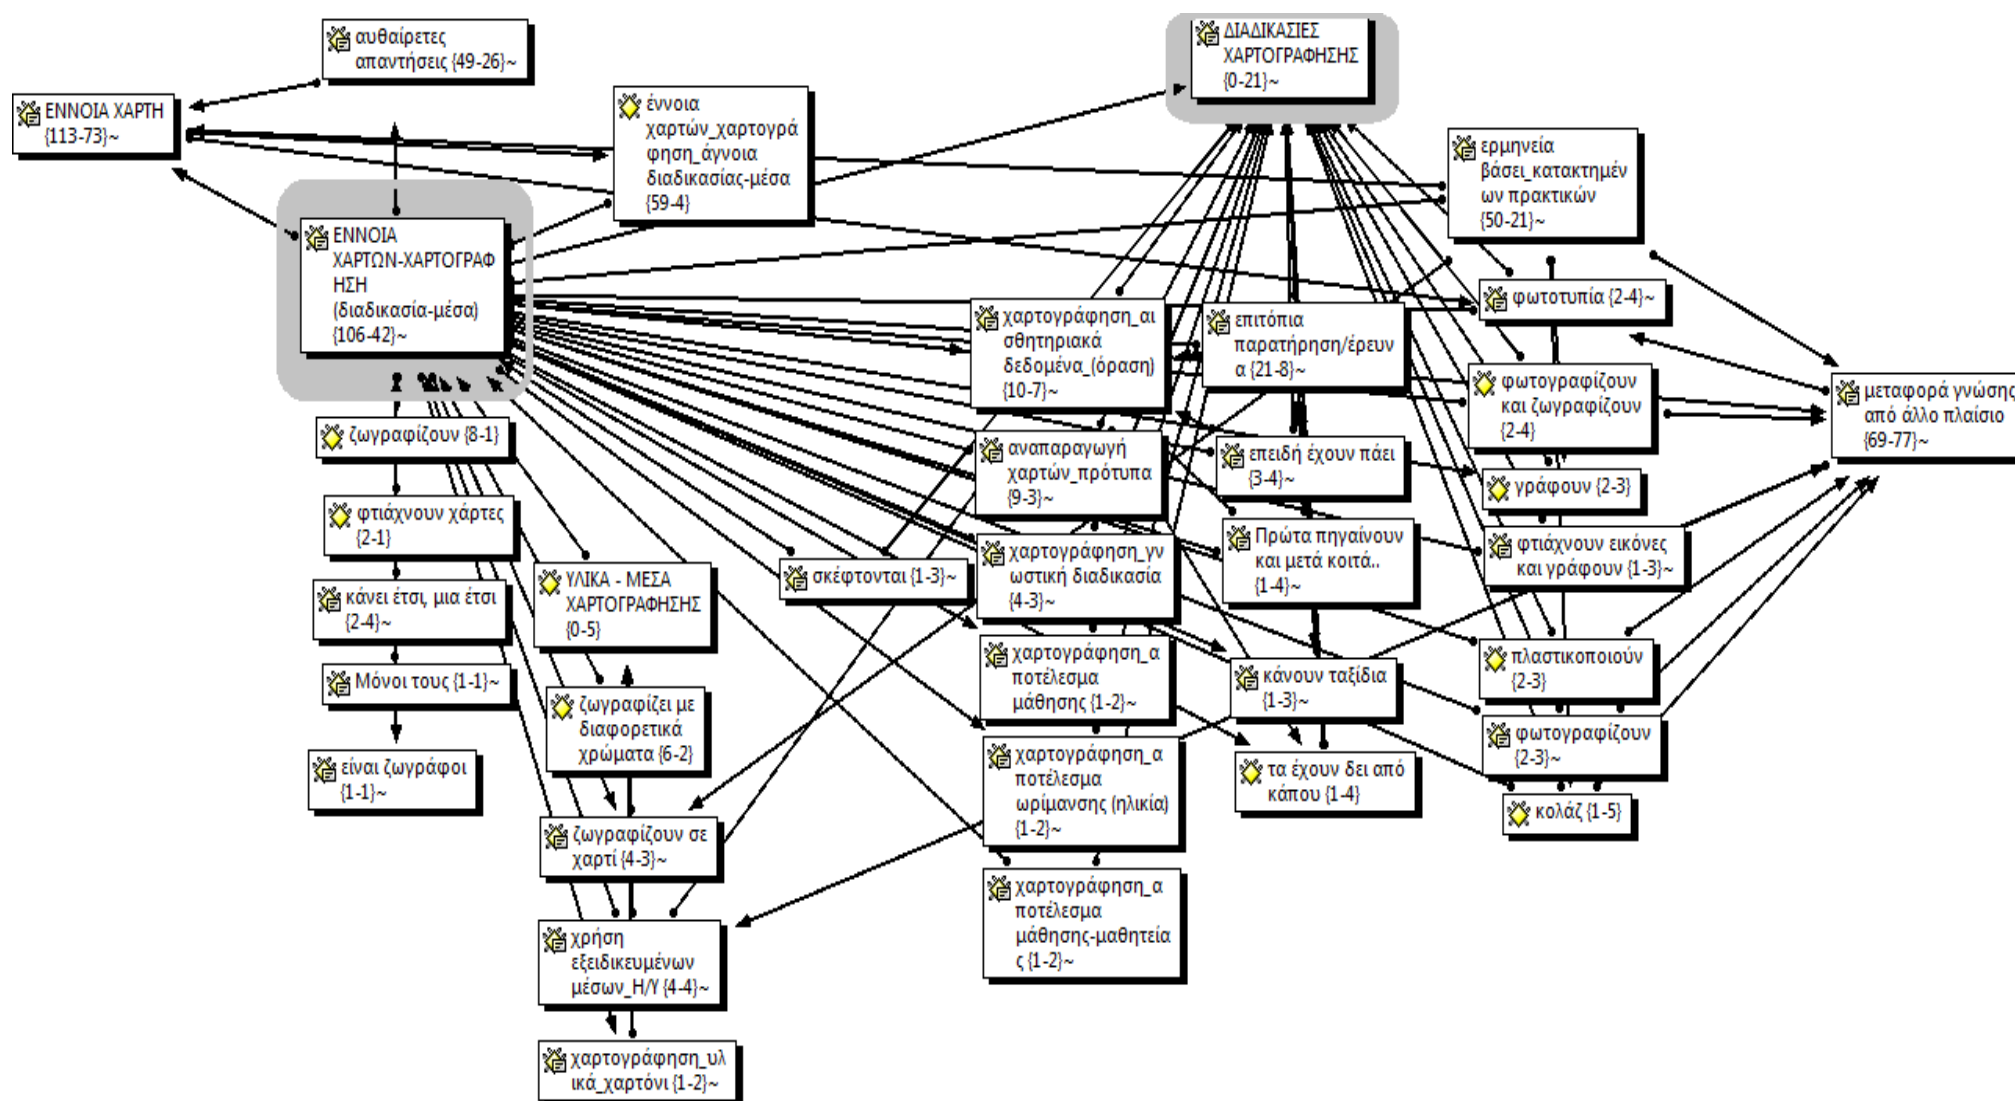 αυθαίρετες
απαντήσεις {49-26}~
ΕΝΝΟΙΑ ΧΑΡΤΗ
{113-73}~
έννοια
χαρτών_χαρτογρά
φηση_άγνοια
διαδικασίας-μέσα
{59-4}
ΔΙΑΔΙΚΑΣΙΕΣ
ΧΑΡΤΟΓΡΑΦΗΣΗΣ
{0-21}~
ερμηνεία
βάσει_κατακτημέν
ων πρακτικών
{50-21}~
ΕΝΝΟΙΑ
ΧΑΡΤΩΝ-ΧΑΡΤΟΓΡΑΦ
ΗΣΗ
(διαδικασία-μέσα)
{106-42}~
χαρτογράφηση_αι
σθητηριακά
δεδομένα_(όραση)
{10-7}~
επιτόπια
παρατήρηση/έρευν
α {21-8}~
φωτοτυπία {2-4}~
φωτογραφίζουν
και ζωγραφίζουν
{2-4}
μεταφορά γνώσης
από άλλο πλαίσιο
{69-77}~
ζωγραφίζουν {8-1}
αναπαραγωγή
χαρτών_πρότυπα
{9-3}~
επειδή έχουν πάει
{3-4}~
γράφουν {2-3}
φτιάχνουν χάρτες
{2-1}
χαρτογράφηση_γν
ωστική διαδικασία
{4-3}~
Πρώτα πηγαίνουν
και μετά κοιτά..
{1-4}~
φτιάχνουν εικόνες
και γράφουν {1-3}~
κάνει έτσι, μια έτσι
{2-4}~
ΥΛΙΚΑ - ΜΕΣΑ
ΧΑΡΤΟΓΡΑΦΗΣΗΣ
{0-5}
σκέφτονται {1-3}~
χαρτογράφηση_α
ποτέλεσμα
μάθησης {1-2}~
κάνουν ταξίδια
{1-3}~
πλαστικοποιούν
{2-3}
Μόνοι τους {1-1}~
ζωγραφίζει με
διαφορετικά
χρώματα {6-2}
χαρτογράφηση_α
ποτέλεσμα
ωρίμανσης (ηλικία)
{1-2}~
τα έχουν δει από
κάπου {1-4}
φωτογραφίζουν
{2-3}~
κολάζ {1-5}
είναι ζωγράφοι
{1-1}~
ζωγραφίζουν σε
χαρτί {4-3}~
χαρτογράφηση_α
ποτέλεσμα
μάθησης-μαθητεία
ς {1-2}~
χρήση
εξειδικευμένων
μέσων_Η/Υ {4-4}~
χαρτογράφηση_υλ
ικά_χαρτόνι {1-2}~